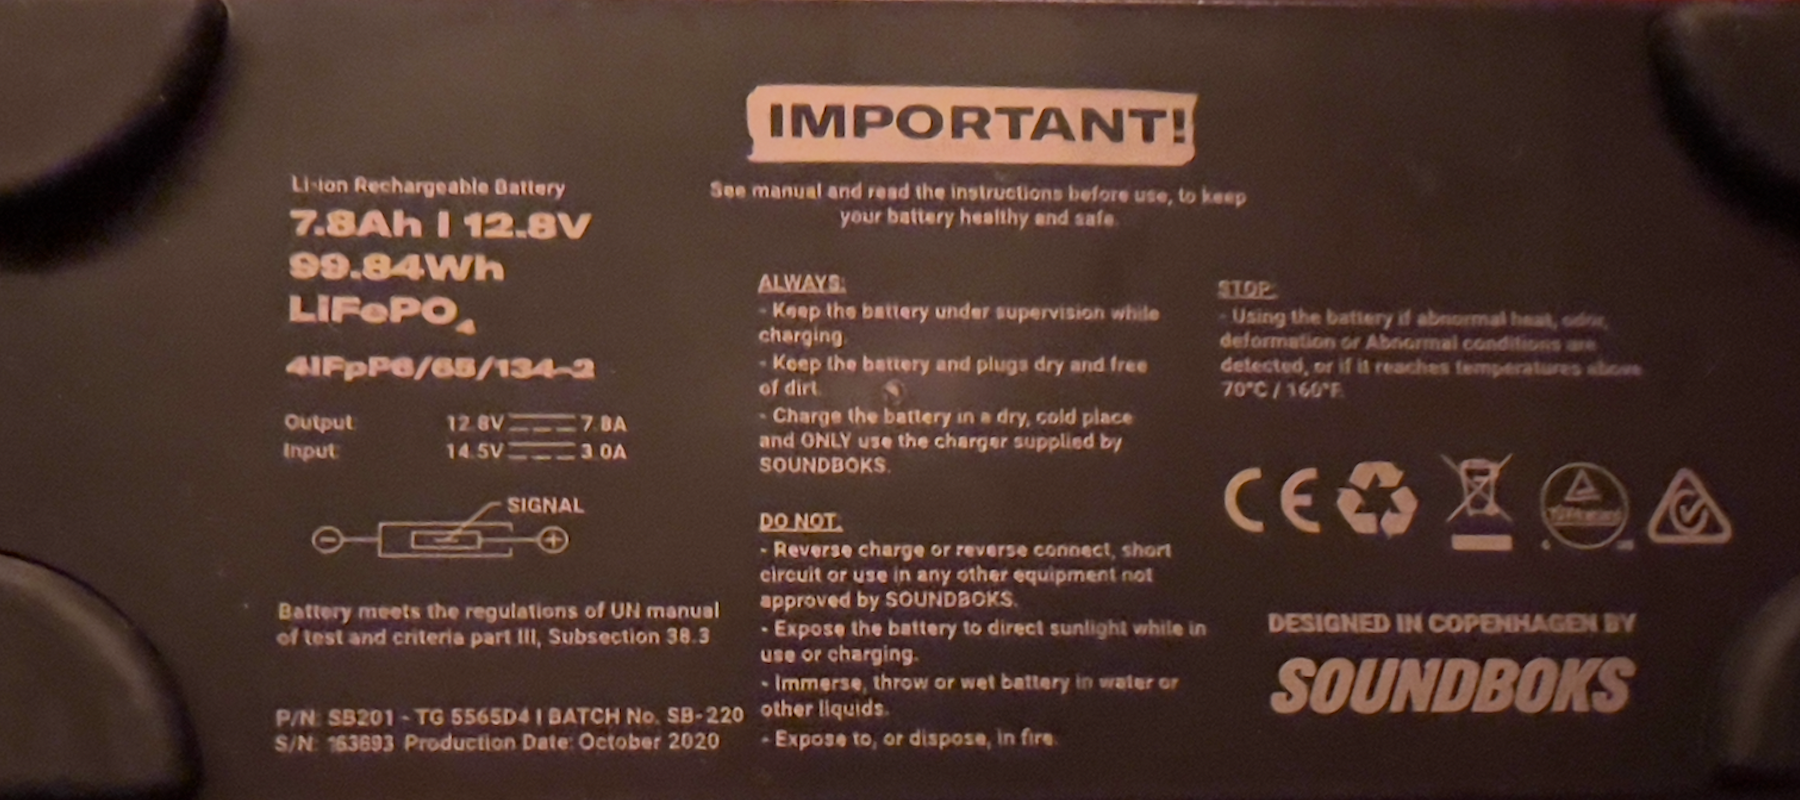 IMPORTANT!
See manual and read the instructions before use, to keep
your battery healthy and safe.
Li-ion Rechargeable Battery
7.8Ah | 12.8V
99.84Wh
LiFePO4
4IFpP6/65/134-2
Output: 12.8V 7.8A
Input: 14.5V 3.0A
SIGNAL
Battery meets the regulations of UN manual
of test and criteria part III, Subsection 38.3
P/N: SB201 - TG 5565D4 | BATCH No. SB-220
S/N: 163693 Production Date: October 2020
ALWAYS:
- Keep the battery under supervision while
charging.
- Keep the battery and plugs dry and free
of dirt.
- Charge the battery in a dry, cold place
and ONLY use the charger supplied by
SOUNDBOKS.
DO NOT:
- Reverse charge or reverse connect, short
circuit or use in any other equipment not
approved by SOUNDBOKS.
- Expose the battery to direct sunlight while in
use or charging.
- Immerse, throw or wet battery in water or
other liquids.
- Expose to, or dispose, in fire.
STOP:
- Using the battery if abnormal heat, odor,
deformation or Abnormal conditions are
detected, or if it reaches temperatures above
70°C / 160°F.
CE
DESIGNED IN COPENHAGEN BY
SOUNDBOKS